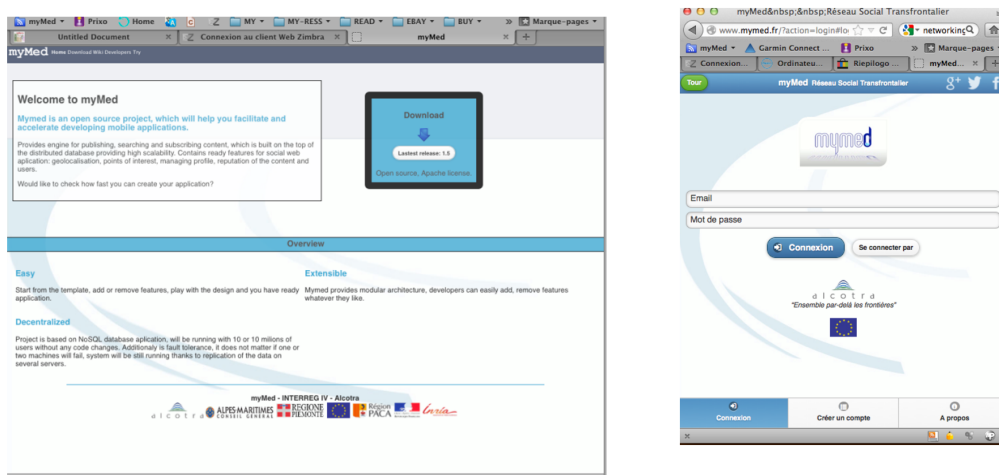 myMed Prixo Home Z MY MY-RESS READ EBAY BUY » Marque-pages
Untitled Document × Z Connexion au client Web Zimbra × myMed × +
myMed Home Download Wiki Developers Try
Welcome to myMed
Mymed is an open source project, which will help you facilitate and
accelerate developing mobile applications.
Provides engine for publishing, searching and subscribing content, which is built on the top of
the distributed database providing high scalability. Contains ready features for social web
aplication: geolocalisation, points of interest, managing profile, reputation of the content and
users.
Would like to check how fast you can create your application?
Download
Lastest release: 1.5
Open source, Apache license.
Overview
Easy
Start from the template, add or remove features, play with the design and you have ready
application.
Extensible
Mymed provides modular architecture, developers can easily add, remove features
whatever they like.
Decentralized
Project is based on NoSQL database aplication, will be running with 10 or 10 milions of
users without any code changes. Additionaly is fault tolerance, it does not matter if one or
two machines will fail, system will be still running thanks to replication of the data on
several servers.
myMed - INTERREG IV - Alcotra
alcotra ALPES-MARITIMES CONSEIL GENERAL REGIONE PIEMONTE Région PACA Inria
myMed&nbsp;&nbsp;Réseau Social Transfrontalier
www.mymed.fr/?action=login#lo networking
myMed Garmin Connect ... Prixo » Marque-pages
Z Connexion... Ordinateu... Riepilogo ... myMed... × +
Tour myMed Réseau Social Transfrontalier g+ f
mymed
Email
Mot de passe
Connexion Se connecter par
alcotra
"Ensemble par-delà les frontières"
Connexion Créer un compte A propos